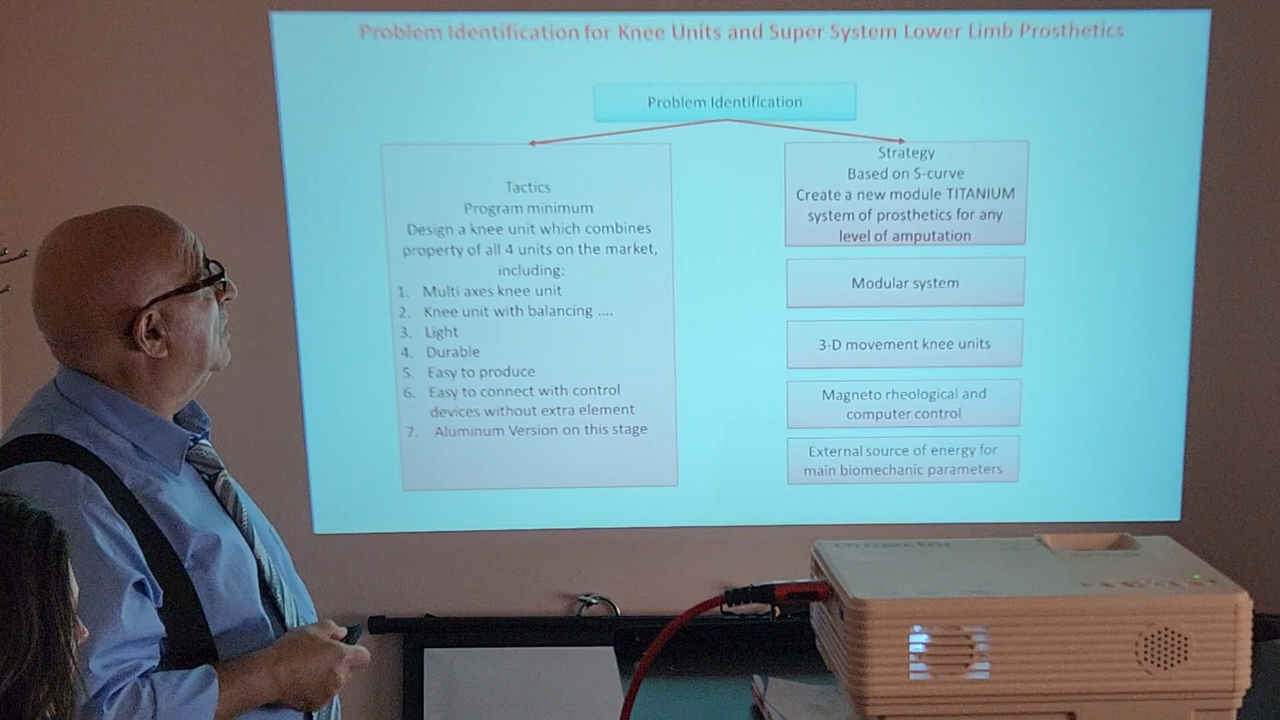 Problem Identification for Knee Units and Super System Lower Limb Prosthetics
Problem Identification
Tactics
Program minimum
Design a knee unit which combines
property of all 4 units on the market,
including:
1. Multi axes knee unit
2. Knee unit with balancing ....
3. Light
4. Durable
5. Easy to produce
6. Easy to connect with control
devices without extra element
7. Aluminum Version on this stage
Strategy
Based on S-curve
Create a new module TITANIUM
system of prosthetics for any
level of amputation
Modular system
3-D movement knee units
Magneto rheological and
computer control
External source of energy for
main biomechanic parameters
Projector